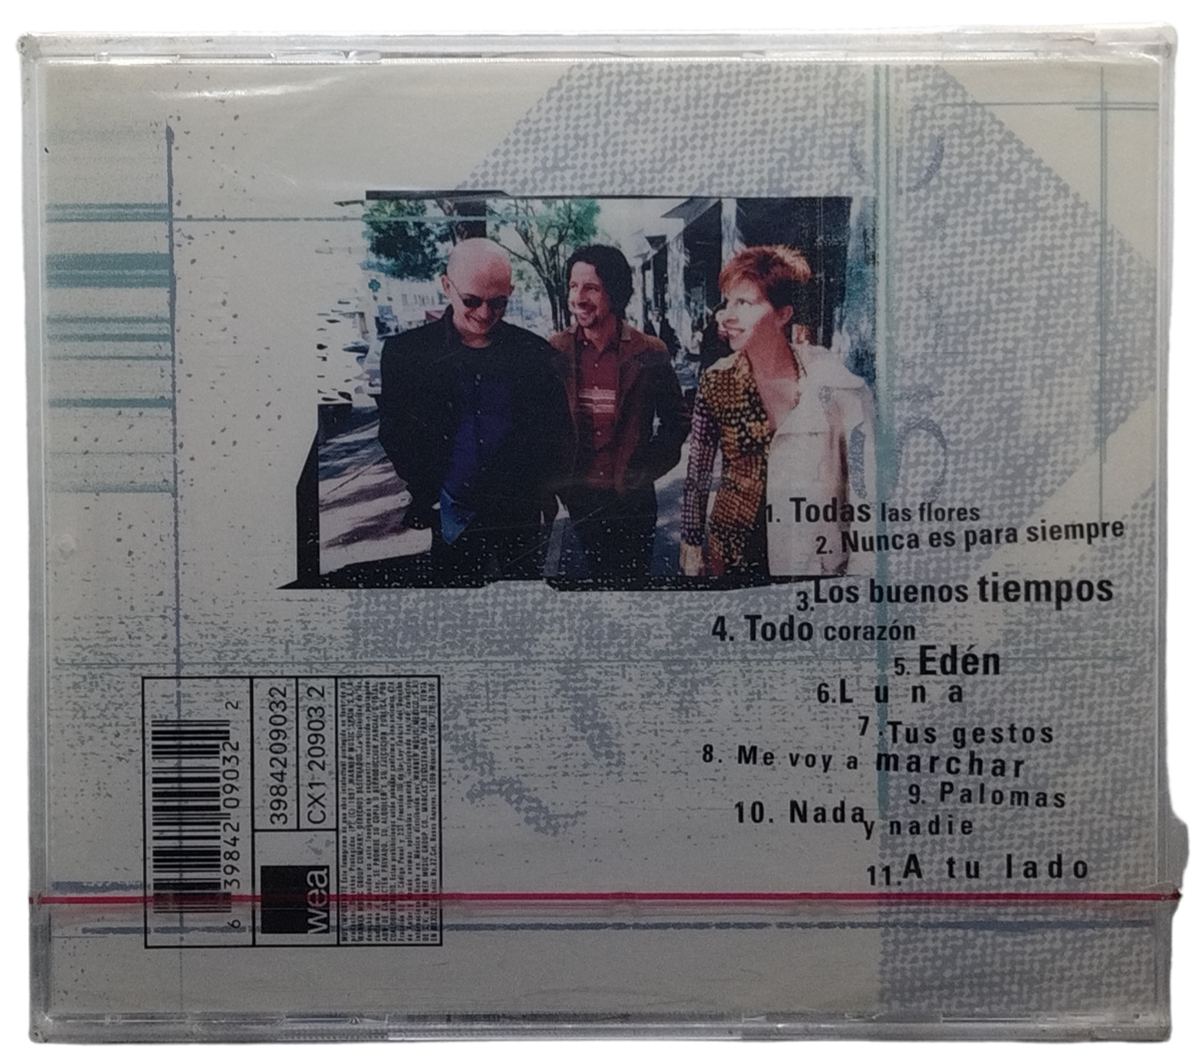 1. Todas las flores
2. Nunca es para siempre
3. Los buenos tiempos
4. Todo corazón
5. Edén
6. Luna
7. Tus gestos
8. Me voy a marchar
9. Palomas
10. Nada y nadie
11. A tu lado
6 39842 09032 2
3984209032
CX1 20903 2
wea